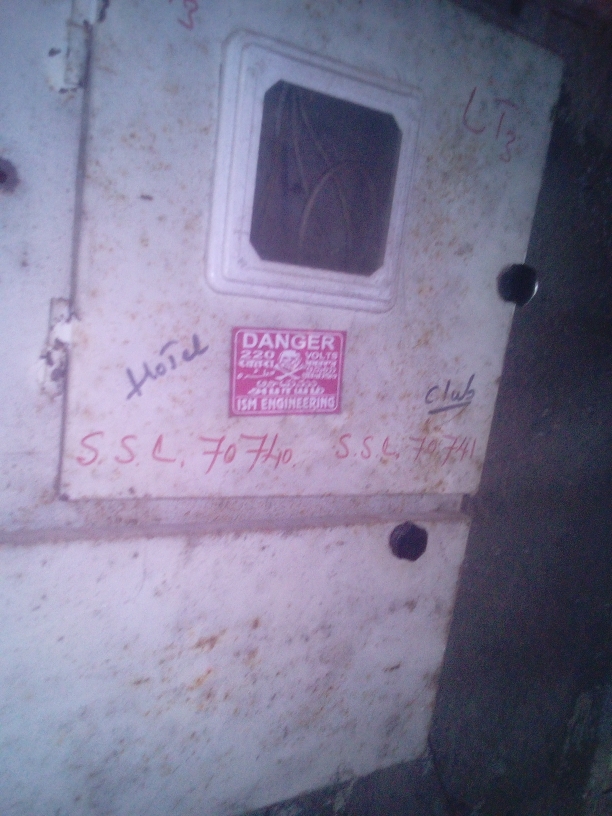 LT3
DANGER
220 VOLTS
ISM ENGINEERING
Hotel
Club
S.S.L. 70740
S.S.L. 70741